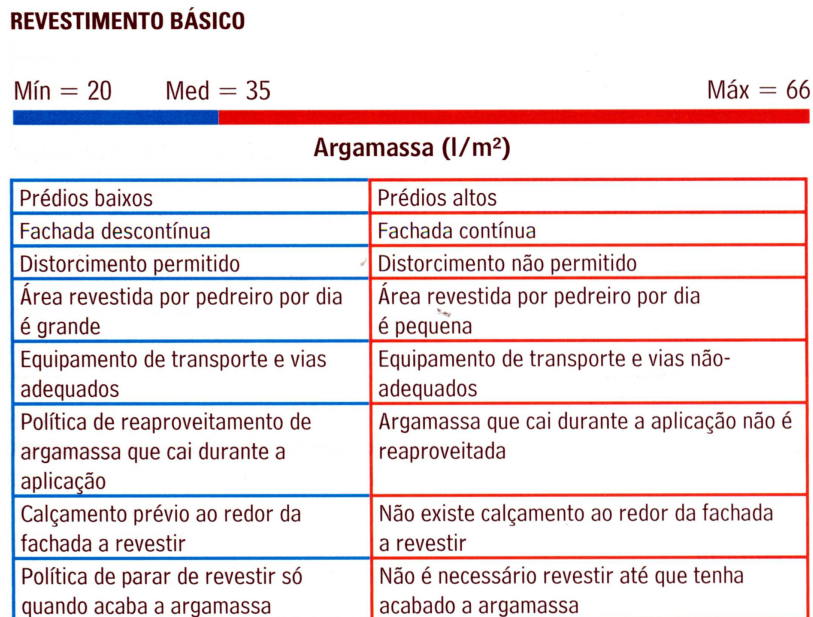 REVESTIMENTO BÁSICO
Mín = 20 Med = 35 Máx = 66
Argamassa (l/m²)
Prédios baixos
Prédios altos
Fachada descontínua
Fachada contínua
Distorcimento permitido
Distorcimento não permitido
Área revestida por pedreiro por dia
é grande
Área revestida por pedreiro por dia
é pequena
Equipamento de transporte e vias
adequados
Equipamento de transporte e vias não-
adequados
Política de reaproveitamento de
argamassa que cai durante a
aplicação
Argamassa que cai durante a aplicação não é
reaproveitada
Calçamento prévio ao redor da
fachada a revestir
Não existe calçamento ao redor da fachada
a revestir
Política de parar de revestir só
quando acaba a argamassa
Não é necessário revestir até que tenha
acabado a argamassa